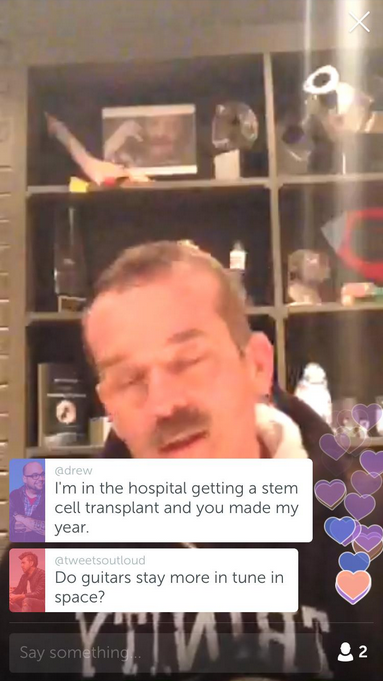 @drew
I'm in the hospital getting a stem
cell transplant and you made my
year.
@tweetsoutloud
Do guitars stay more in tune in
space?
Say something...
2